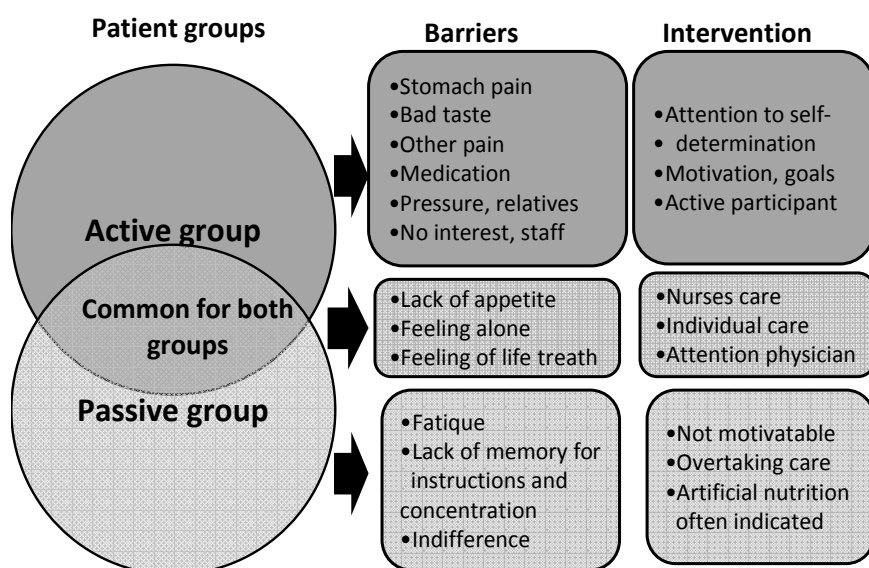 Patient groups
Barriers
Intervention
Active group
•Stomach pain
•Bad taste
•Other pain
•Medication
•Pressure, relatives
•No interest, staff
•Attention to self-
• determination
•Motivation, goals
•Active participant
Common for both
groups
•Lack of appetite
•Feeling alone
•Feeling of life treath
•Nurses care
•Individual care
•Attention physician
Passive group
•Fatique
•Lack of memory for
instructions and
concentration
•Indifference
•Not motivatable
•Overtaking care
•Artificial nutrition
often indicated